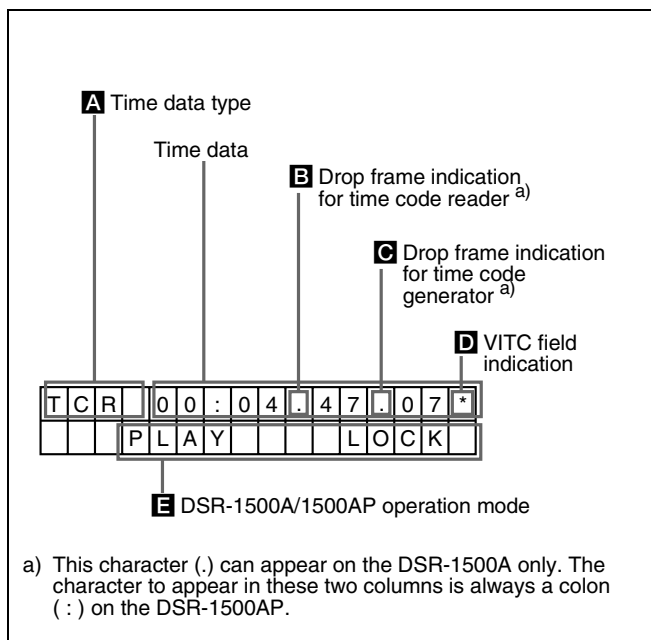 A Time data type
Time data
B Drop frame indication
for time code reader a)
C Drop frame indication
for time code
generator a)
D VITC field
indication
TCR 00:04.47.07*
PLAY LOCK
E DSR-1500A/1500AP operation mode
a) This character (.) can appear on the DSR-1500A only. The
character to appear in these two columns is always a colon
( : ) on the DSR-1500AP.